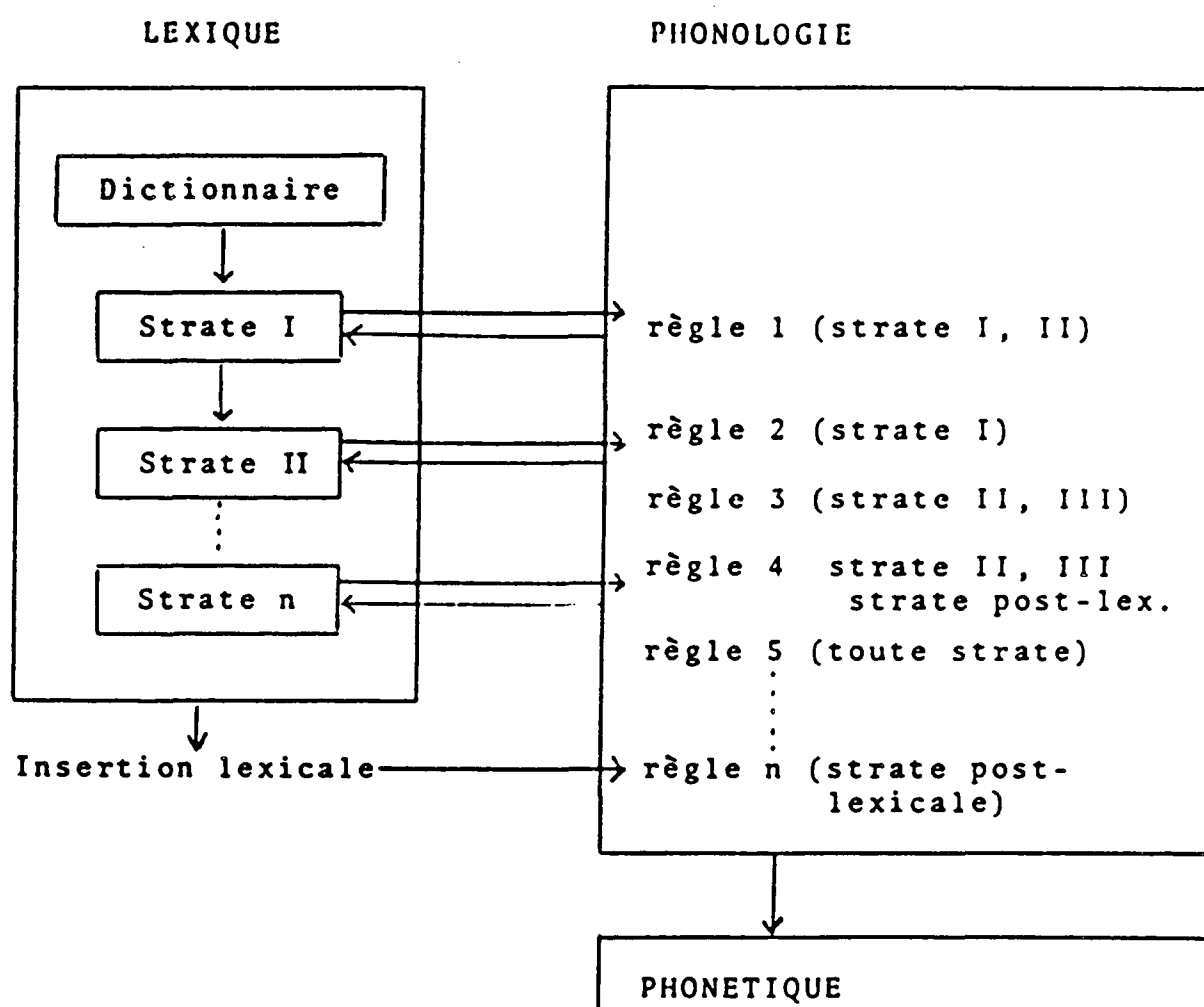 LEXIQUE
PHONOLOGIE
Dictionnaire
Strate I
Strate II
Strate n
Insertion lexicale
règle 1 (strate I, II)
règle 2 (strate I)
règle 3 (strate II, III)
règle 4 strate II, III
strate post-lex.
règle 5 (toute strate)
règle n (strate post-
lexicale)
PHONETIQUE